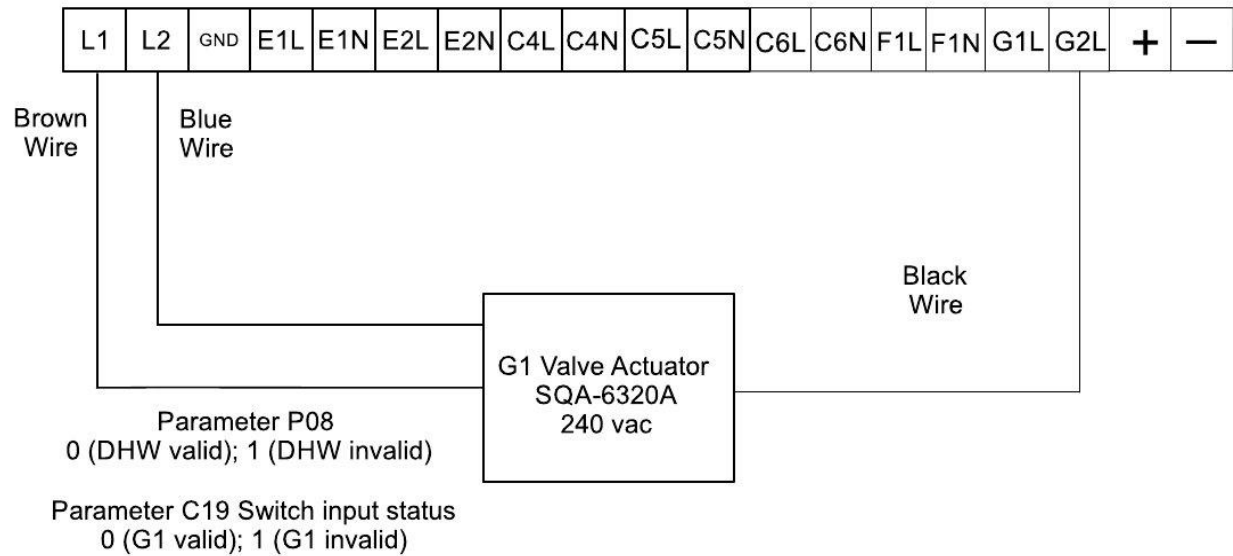 L1 L2 GND E1L E1N E2L E2N C4L C4N C5L C5N C6L C6N F1L F1N G1L G2L + −
Brown
Wire
Blue
Wire
Black
Wire
G1 Valve Actuator
SQA-6320A
240 vac
Parameter P08
0 (DHW valid); 1 (DHW invalid)
Parameter C19 Switch input status
0 (G1 valid); 1 (G1 invalid)